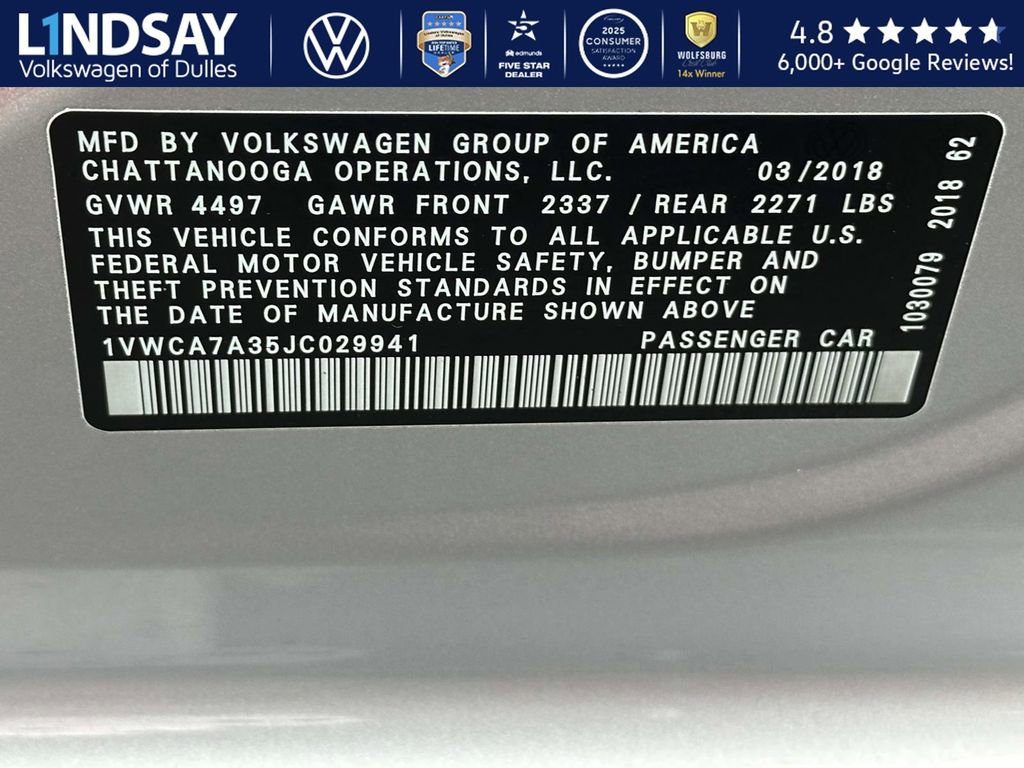 L1NDSAY
Volkswagen of Dulles
LIFETIME
5
edmunds
FIVE STAR
DEALER
2025
CONSUMER
SATISFACTION
AWARD
WOLFSBURG
14x Winner
4.8
6,000+ Google Reviews!
MFD BY VOLKSWAGEN GROUP OF AMERICA
CHATTANOOGA OPERATIONS, LLC. 03/2018
GVWR 4497 GAWR FRONT 2337 / REAR 2271 LBS
THIS VEHICLE CONFORMS TO ALL APPLICABLE U.S.
FEDERAL MOTOR VEHICLE SAFETY, BUMPER AND
THEFT PREVENTION STANDARDS IN EFFECT ON
THE DATE OF MANUFACTURE SHOWN ABOVE
1VWCA7A35JC029941 PASSENGER CAR
1030079 2018 62